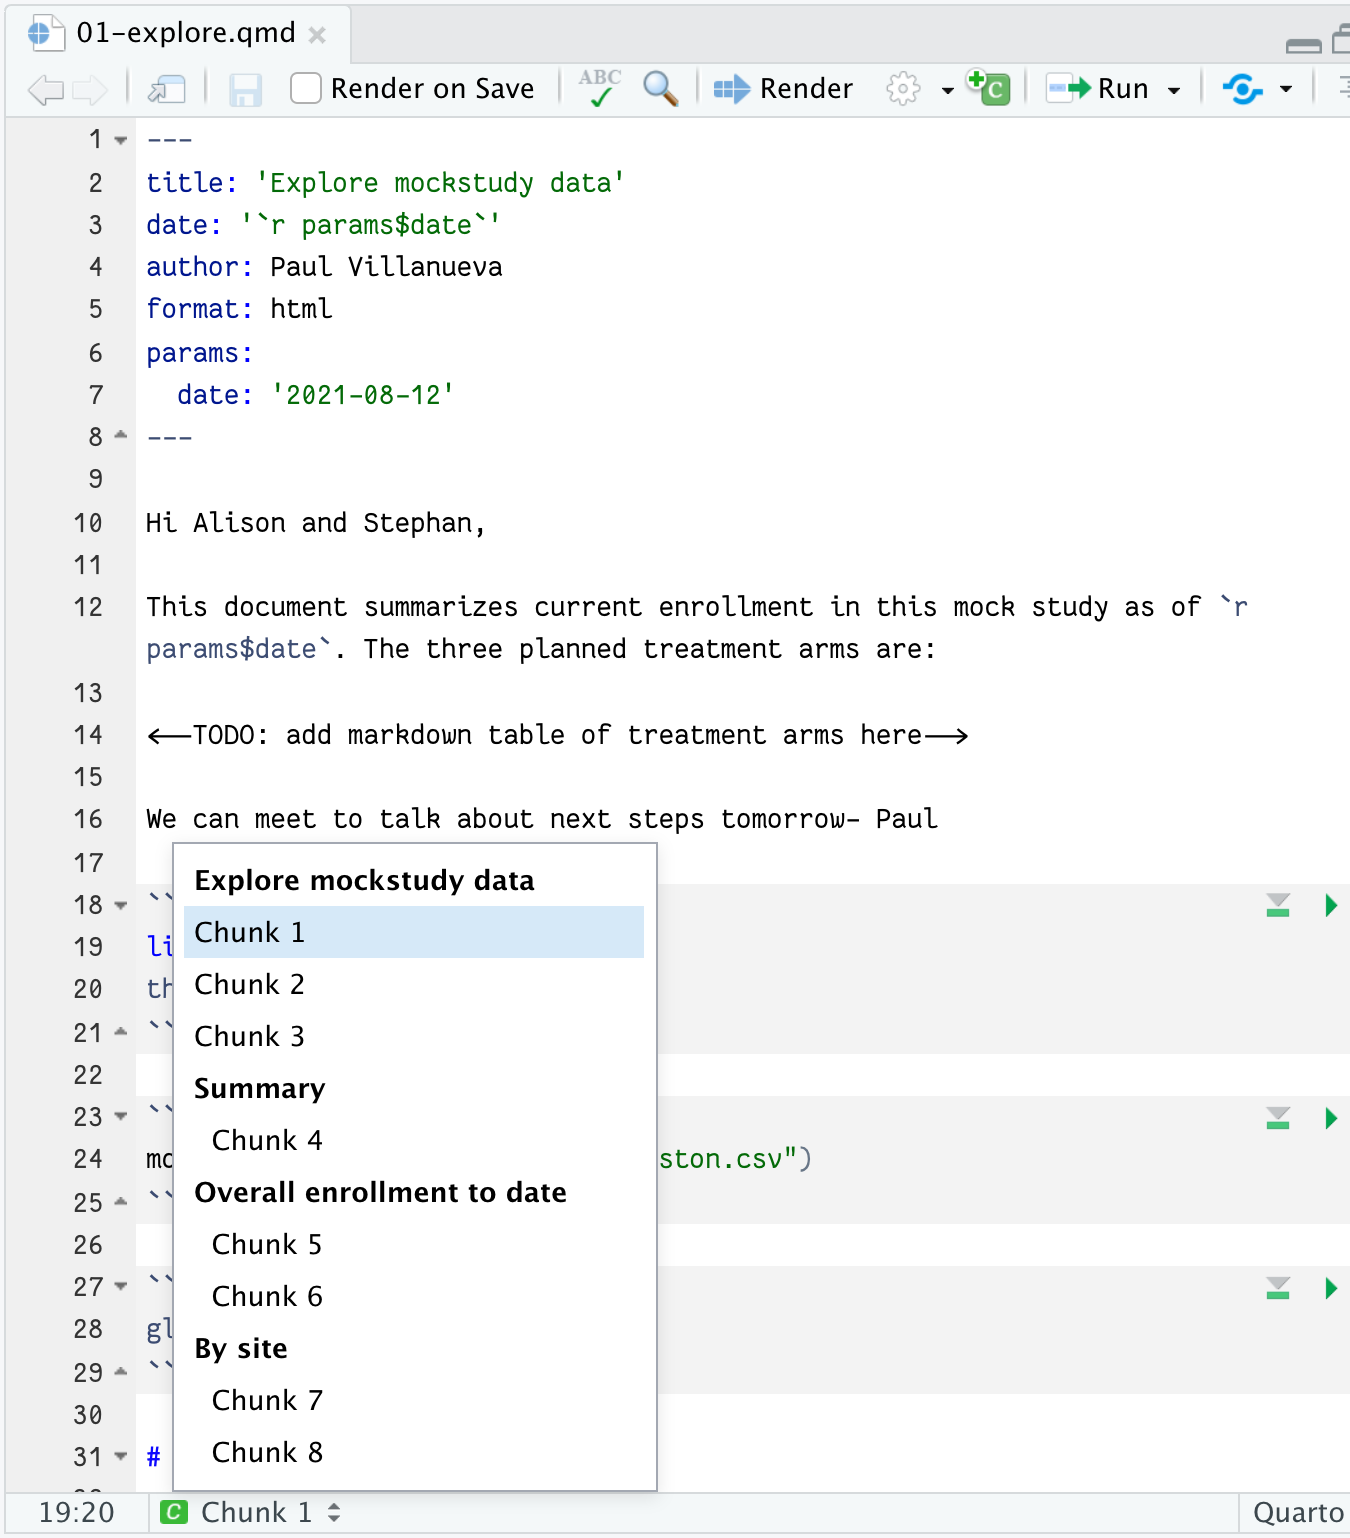 01-explore.qmd
Render on Save
ABC
Render
Run
1 ---
2 title: 'Explore mockstudy data'
3 date: '`r params$date`'
4 author: Paul Villanueva
5 format: html
6 params:
7 date: '2021-08-12'
8 ---
9
10 Hi Alison and Stephan,
11
12 This document summarizes current enrollment in this mock study as of `r
params$date`. The three planned treatment arms are:
13
14 <--TODO: add markdown table of treatment arms here-->
15
16 We can meet to talk about next steps tomorrow- Paul
17
18 ``
19 li
20 th
21 ``
22
23 ``
24 mo ston.csv")
25 ``
26
27 ``
28 gl
29 ``
30
31 #
Explore mockstudy data
Chunk 1
Chunk 2
Chunk 3
Summary
Chunk 4
Overall enrollment to date
Chunk 5
Chunk 6
By site
Chunk 7
Chunk 8
19:20
C Chunk 1
Quarto